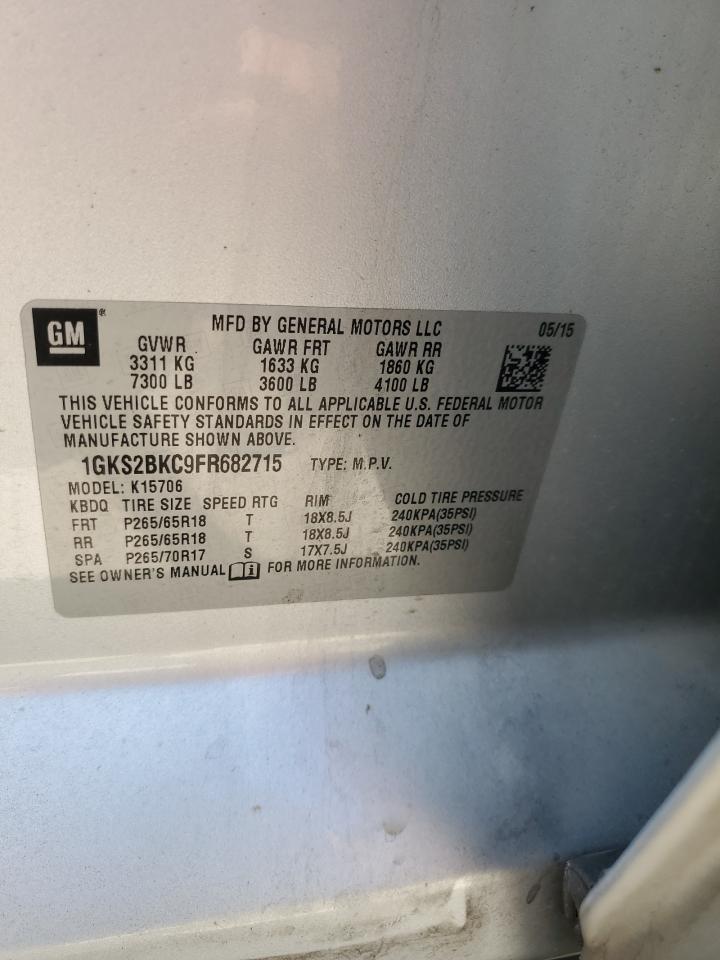 GM ®
MFD BY GENERAL MOTORS LLC 05/15
GVWR GAWR FRT GAWR RR
3311 KG 1633 KG 1860 KG
7300 LB 3600 LB 4100 LB
THIS VEHICLE CONFORMS TO ALL APPLICABLE U.S. FEDERAL MOTOR
VEHICLE SAFETY STANDARDS IN EFFECT ON THE DATE OF
MANUFACTURE SHOWN ABOVE.
1GKS2BKC9FR682715 TYPE: M.P.V.
MODEL: K15706
KBDQ TIRE SIZE SPEED RTG RIM COLD TIRE PRESSURE
FRT P265/65R18 T 18X8.5J 240KPA(35PSI)
RR P265/65R18 T 18X8.5J 240KPA(35PSI)
SPA P265/70R17 S 17X7.5J 240KPA(35PSI)
SEE OWNER'S MANUAL i FOR MORE INFORMATION.